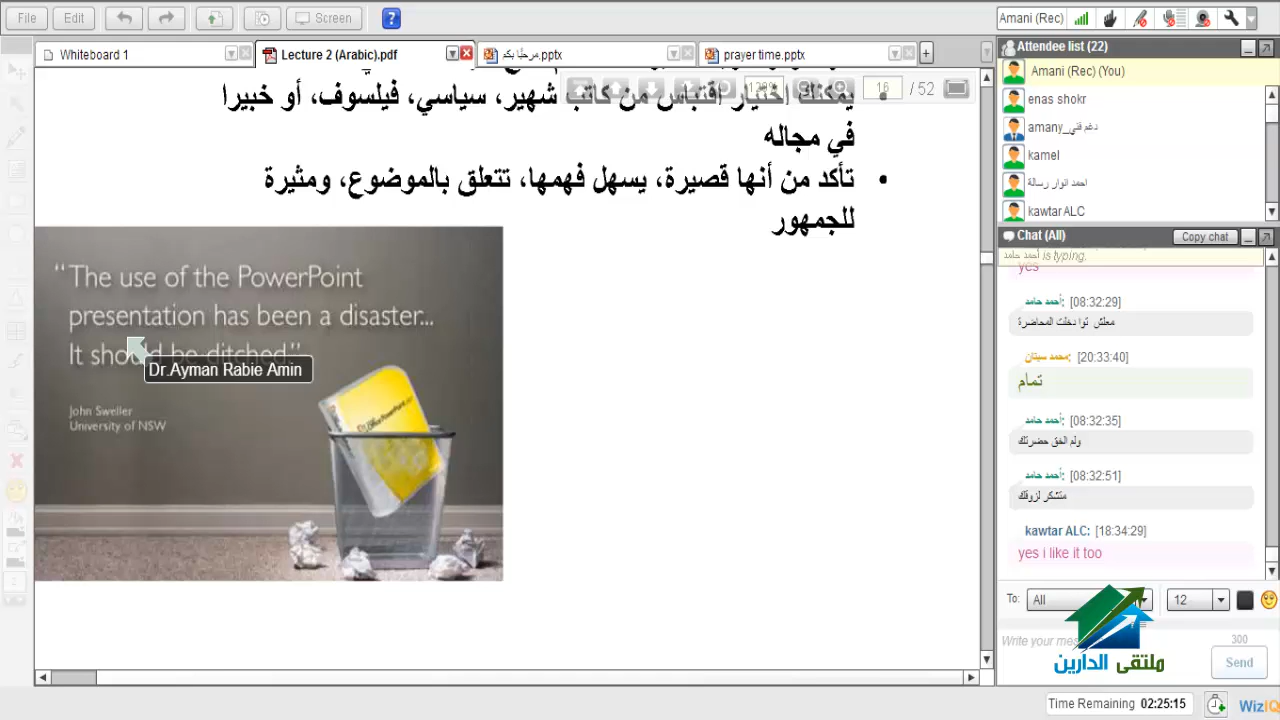 File
Edit
Screen
?
Amani (Rec)
Whiteboard 1
Lecture 2 (Arabic).pdf
مرحبًا بكم.pptx
prayer time.pptx
16 / 52
يمكنك اختيار اقتباس من كاتب شهير، سياسي، فيلسوف، أو خبيرا
في مجاله
• تأكد من أنها قصيرة، يسهل فهمها، تتعلق بالموضوع، ومثيرة
للجمهور
“The use of the PowerPoint
presentation has been a disaster...
It should be ditched.”
Dr.Ayman Rabie Amin
John Sweller
University of NSW
Attendee list (22)
Amani (Rec) (You)
enas shokr
amany_دعم فني
kamel
احمد انوار رسالة
kawtar ALC
Chat (All)
Copy chat
أحمد حامد is typing.
yes
أحمد حامد: [08:32:29]
معلش توا دخلت المحاضرة
محمد سيتان: [20:33:40]
تمام
أحمد حامد: [08:32:35]
ولم الحق حضرتك
أحمد حامد: [08:32:51]
متشكر لزوقك
kawtar ALC: [18:34:29]
yes i like it too
To: All
12
Write your mes
300
Send
ملتقى الدارين
Time Remaining 02:25:15
WizIQ